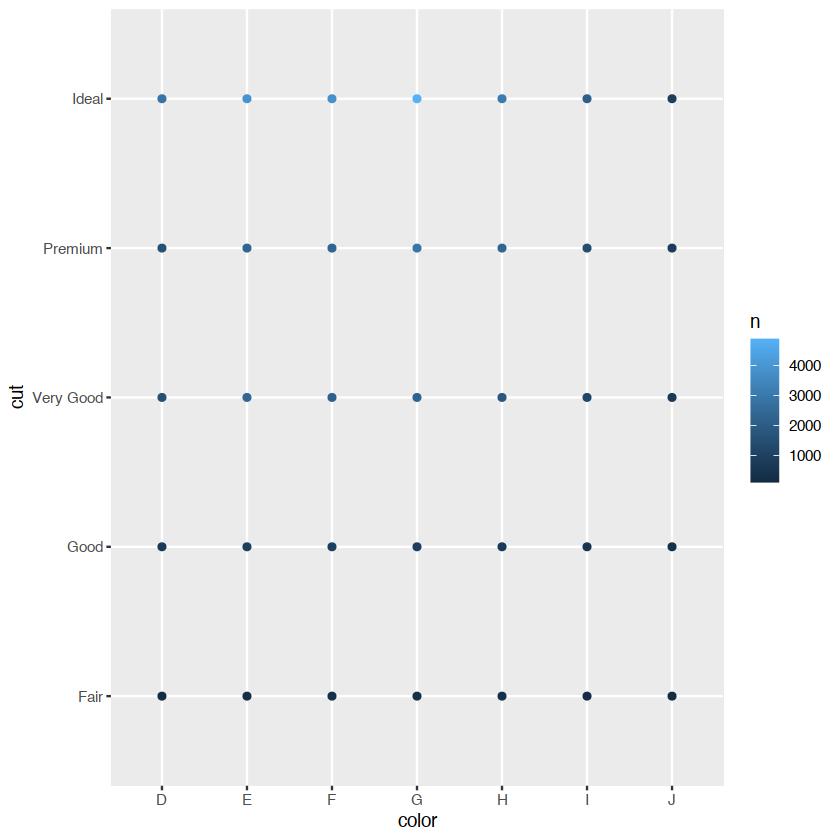 Ideal
Premium
Very Good
Good
Fair
cut
D E F G H I J
color
n
4000
3000
2000
1000